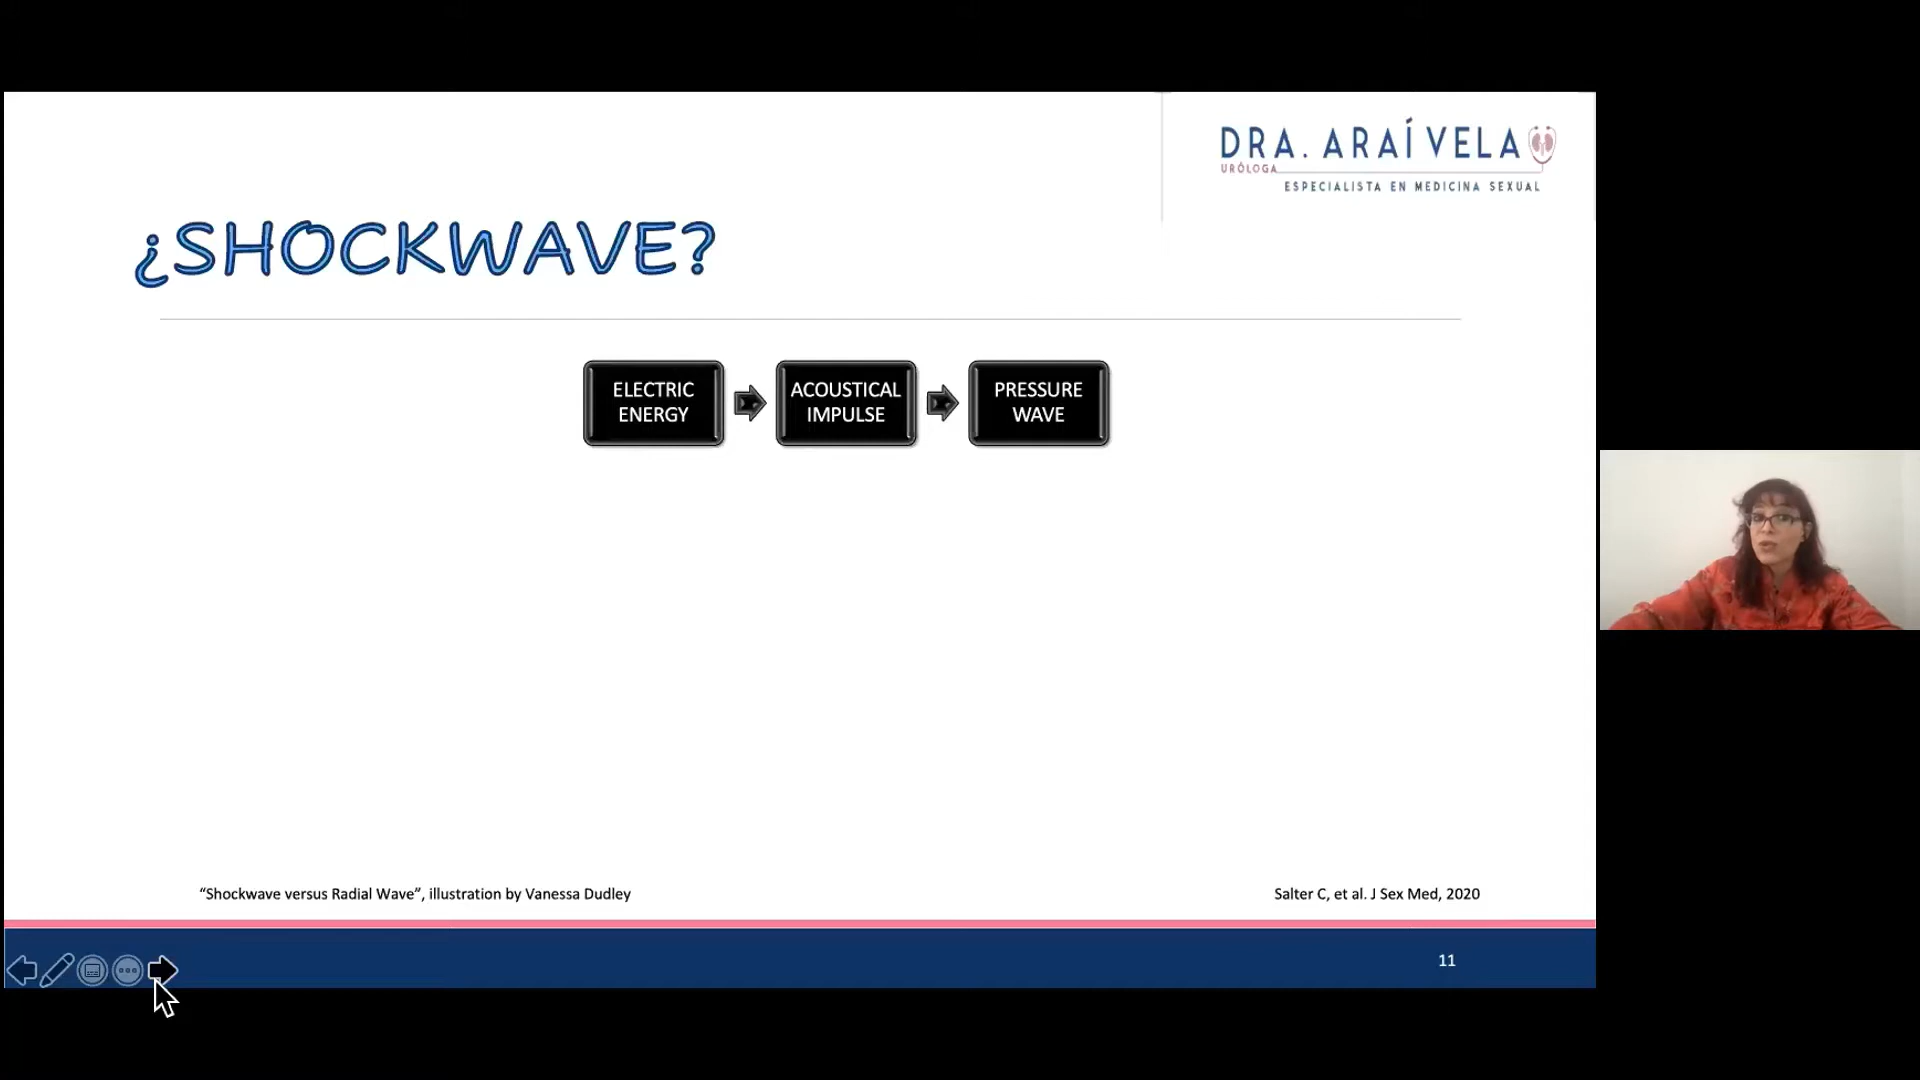 DRA. ARAÍ VELA
URÓLOGA
ESPECIALISTA EN MEDICINA SEXUAL
¿SHOCKWAVE?
ELECTRIC
ENERGY
ACOUSTICAL
IMPULSE
PRESSURE
WAVE
“Shockwave versus Radial Wave”, illustration by Vanessa Dudley
Salter C, et al. J Sex Med, 2020
11